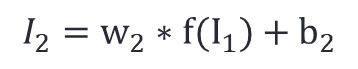 I₂ = w₂ * f(I₁) + b₂